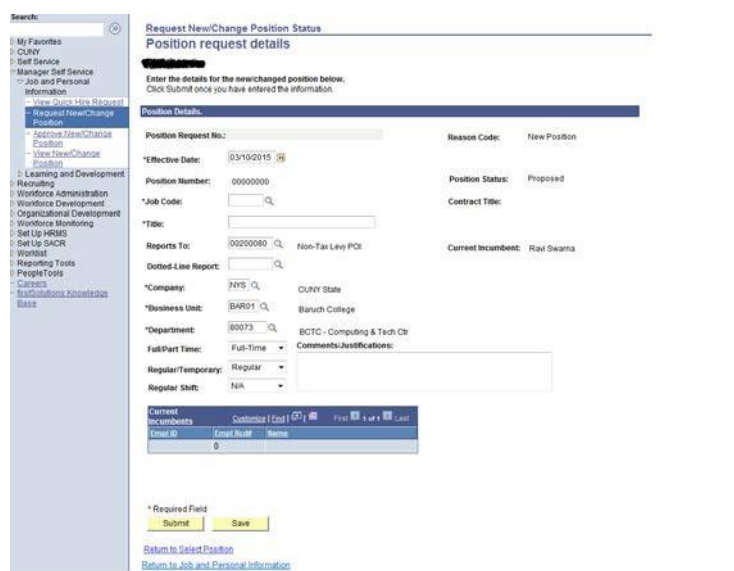 Search:
My Favorites
CUNY
Self Service
Manager Self Service
Job and Personal
Information
View Quick Hire Request
Request New/Change
Position
Approve New/Change
Position
View New/Change
Position
Learning and Development
Recruiting
Workforce Administration
Workforce Development
Organizational Development
Workforce Monitoring
Set Up HRMS
Set Up SACR
Worklist
Reporting Tools
PeopleTools
Careers
firstSolutions Knowledge
Base
Request New/Change Position Status
Position request details
Enter the details for the new/changed position below.
Click Submit once you have entered the information.
Position Details.
Position Request No.: Reason Code: New Position
*Effective Date: 03/10/2015
Position Number: 00000000 Position Status: Proposed
*Job Code: Contract Title:
*Title:
Reports To: 00200080 Non-Tax Levy POI Current Incumbent: Ravi Swarna
Dotted-Line Report:
*Company: NYS CUNY State
*Business Unit: BAR01 Baruch College
*Department: 80073 BCTC - Computing & Tech Ctr
Full/Part Time: Full-Time Comments/Justifications:
Regular/Temporary: Regular
Regular Shift: N/A
Current
Incumbents Customize | Find | First 1 of 1 Last
Empl ID Empl Rcd# Name
0
* Required Field
Submit Save
Return to Select Position
Return to Job and Personal Information